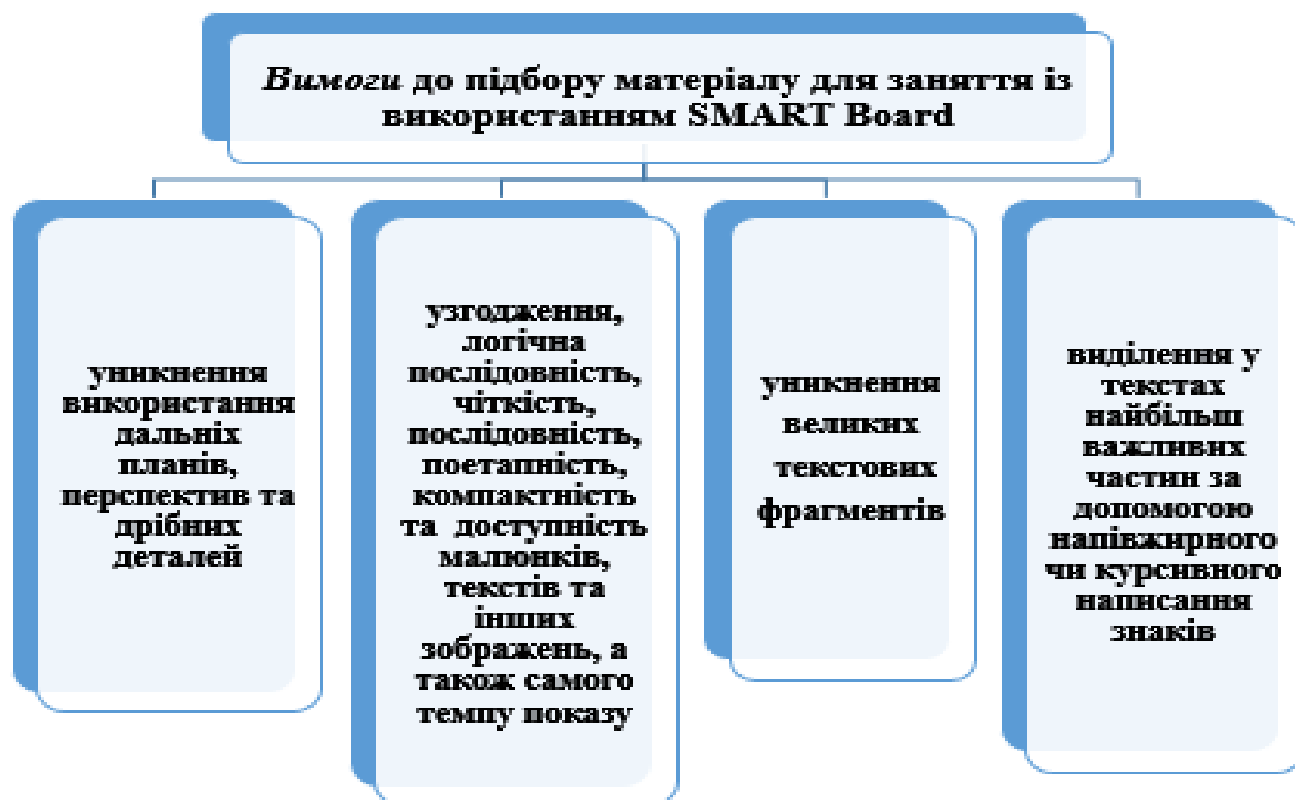 Вимоги до підбору матеріалу для заняття із
використанням SMART Board
уникнення
використання
дальніх
планів,
перспектив та
дрібних
деталей
узгодження,
логічна
послідовність,
чіткість,
послідовність,
поетапність,
компактність
та доступність
малюнків,
текстів та
інших
зображень, а
також самого
темпу показу
уникнення
великих
текстових
фрагментів
виділення у
текстах
найбільш
важливих
частин за
допомогою
напівжирного
чи курсивного
написання
знаків